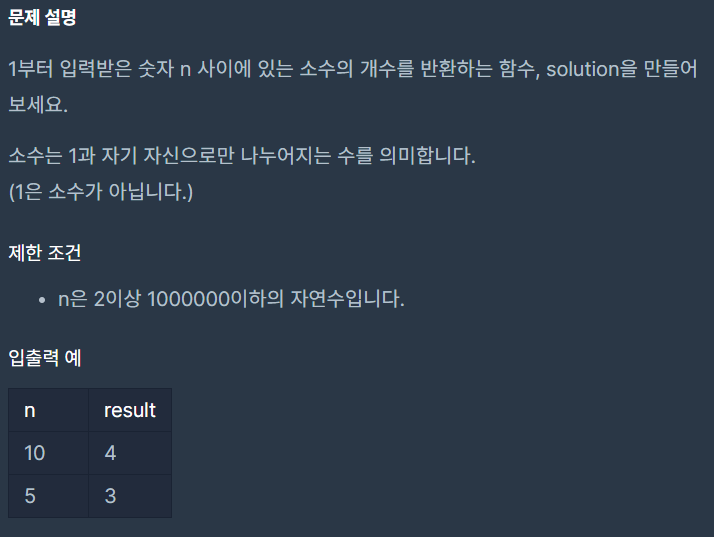 문제 설명
1부터 입력받은 숫자 n 사이에 있는 소수의 개수를 반환하는 함수, solution을 만들어
보세요.
소수는 1과 자기 자신으로만 나누어지는 수를 의미합니다.
(1은 소수가 아닙니다.)
제한 조건
• n은 2이상 1000000이하의 자연수입니다.
입출력 예
n result
10 4
5 3